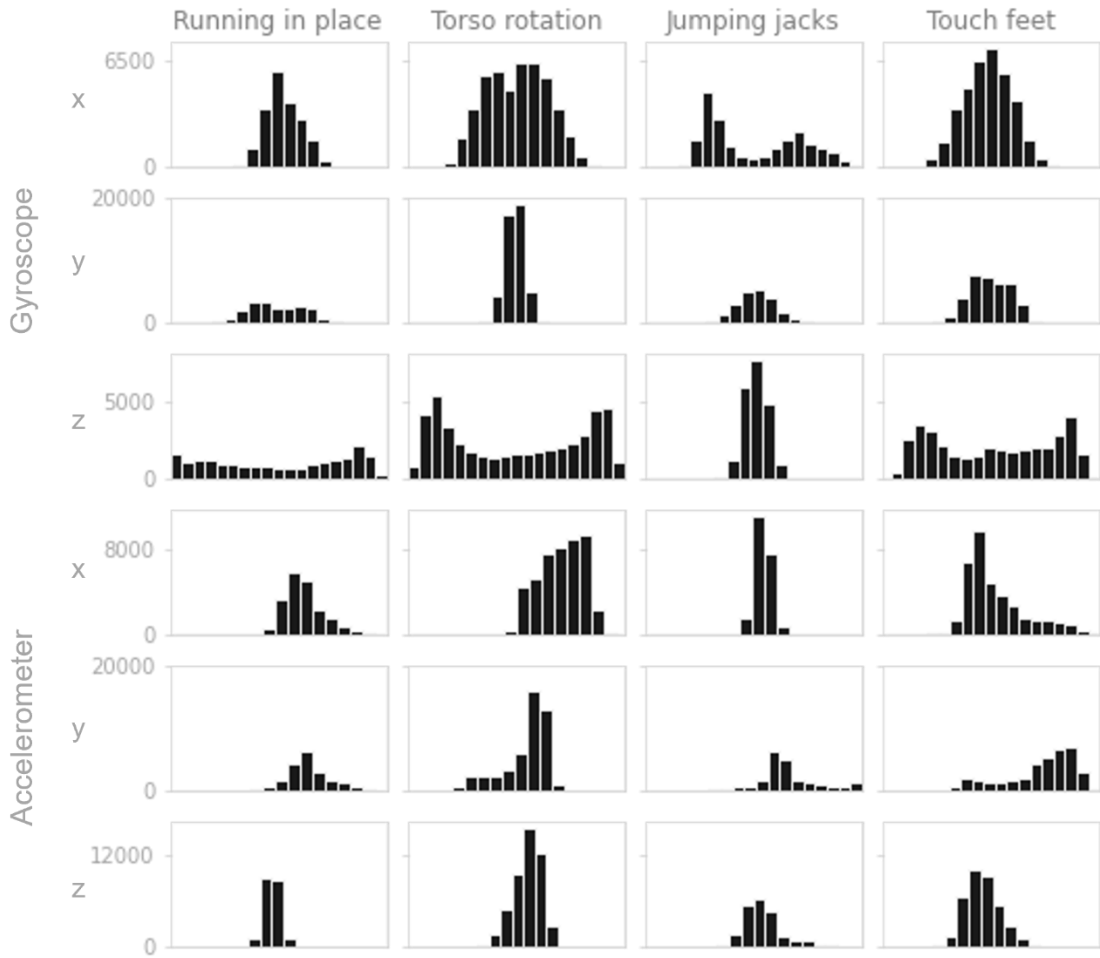 Running in place Torso rotation Jumping jacks Touch feet
Gyroscope
x
6500
0
y
20000
0
z
5000
0
Accelerometer
x
8000
0
y
20000
0
z
12000
0